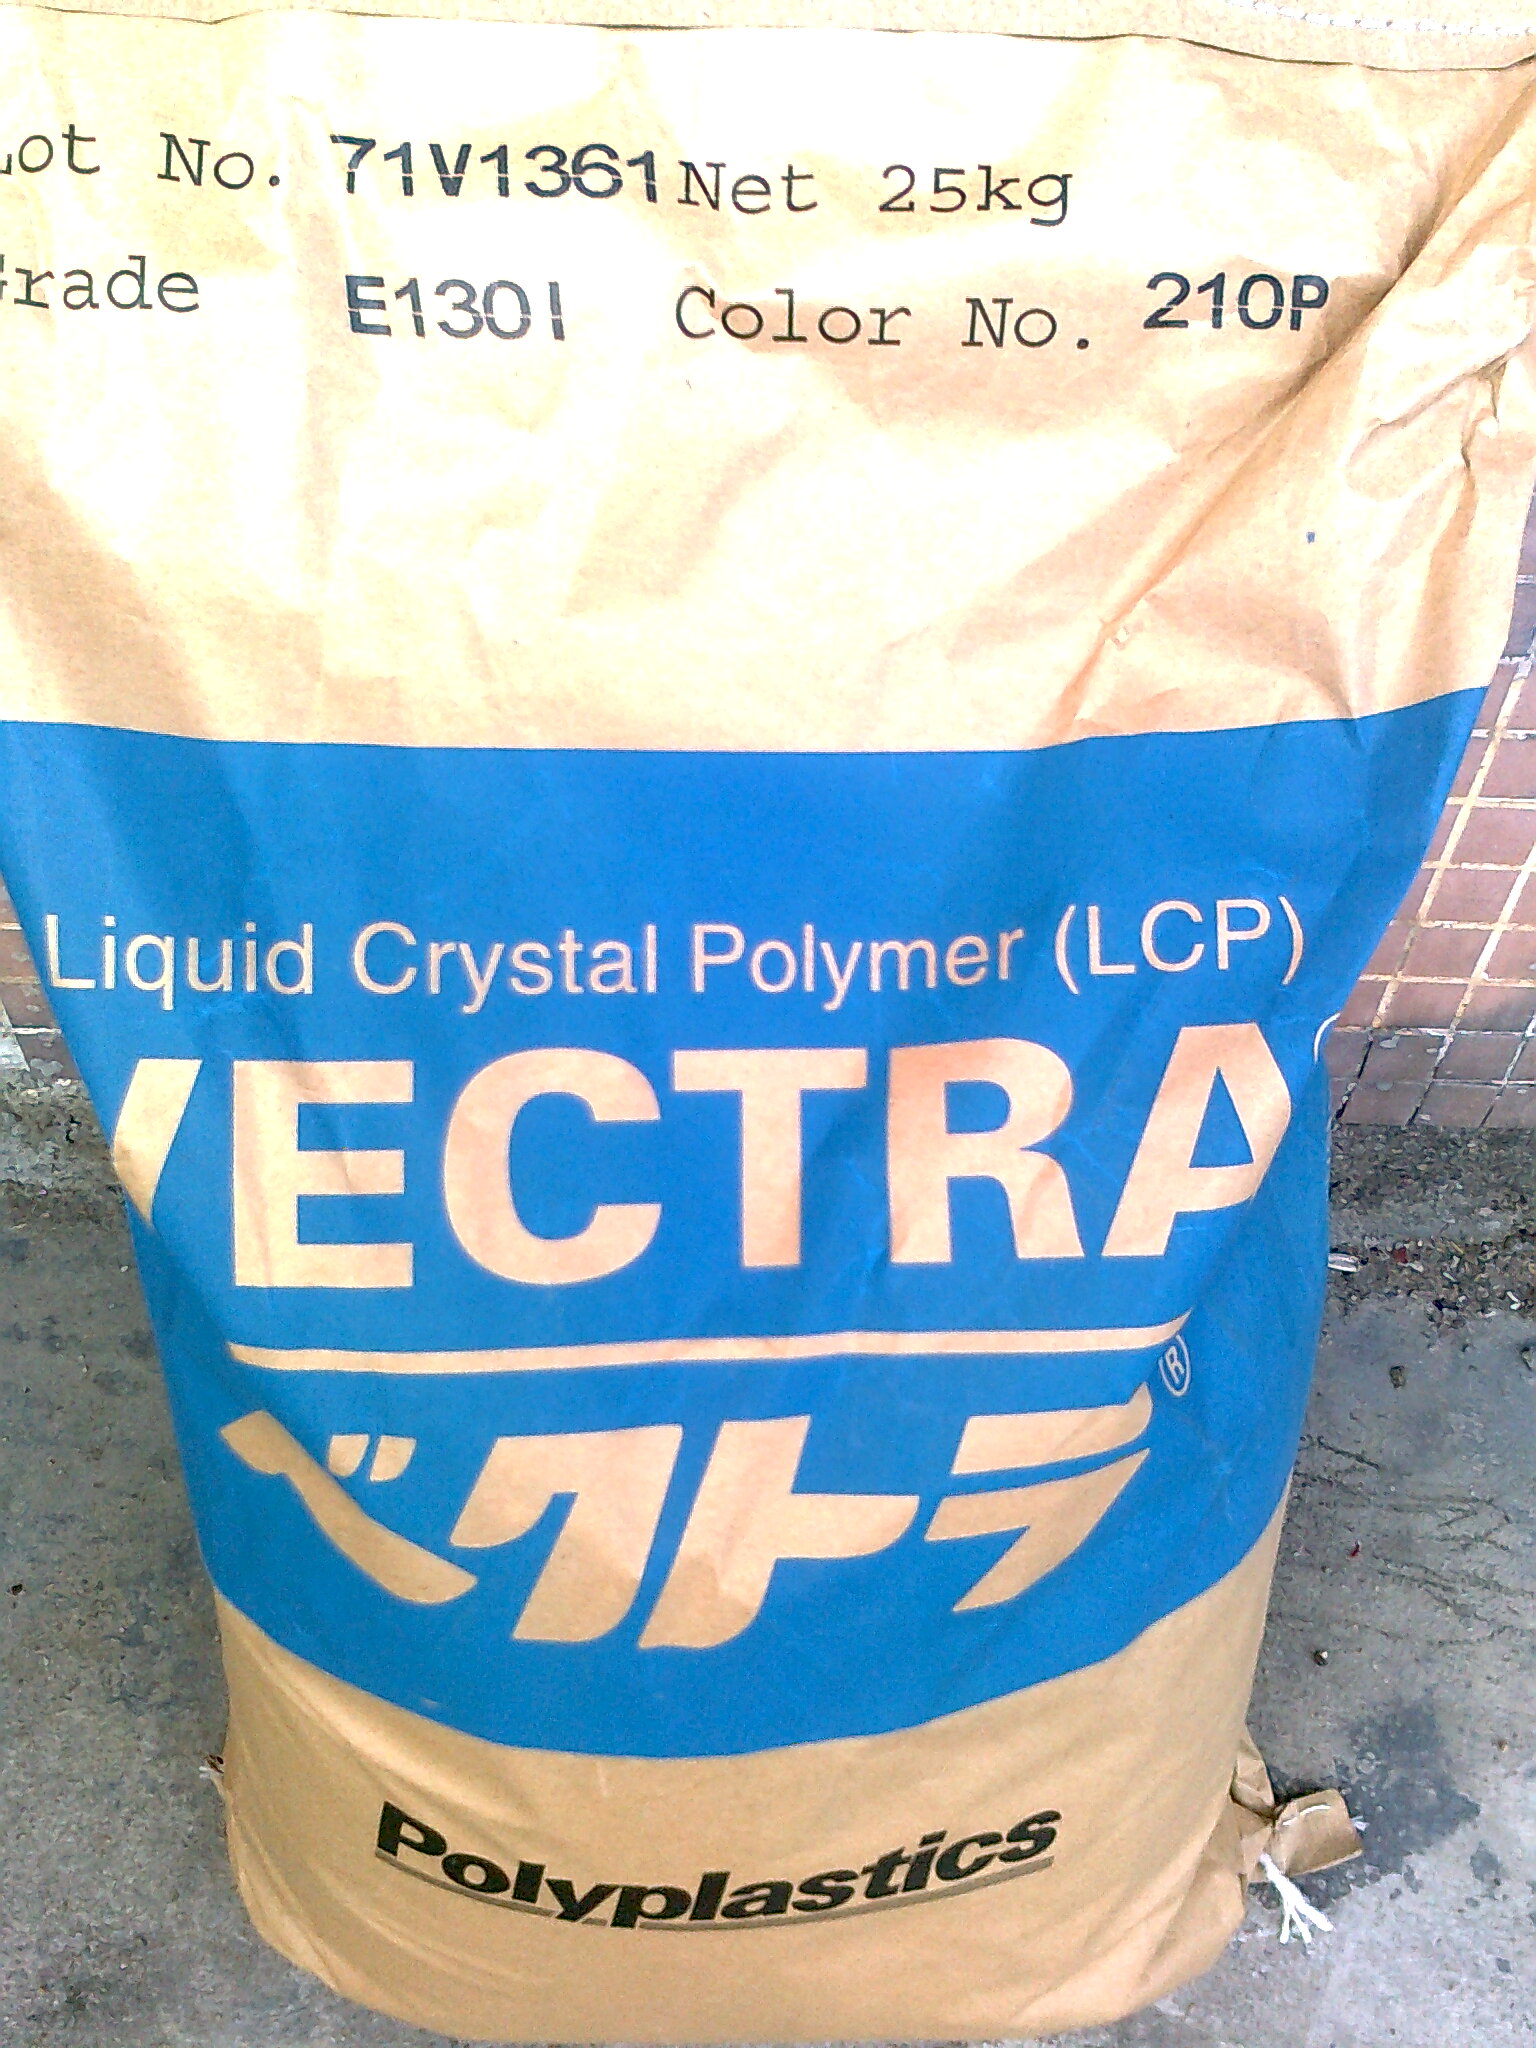 Lot No. 71V1361 Net 25kg
Grade E130I Color No. 210P
Liquid Crystal Polymer (LCP)
VECTRA
ベクトラ®
Polyplastics